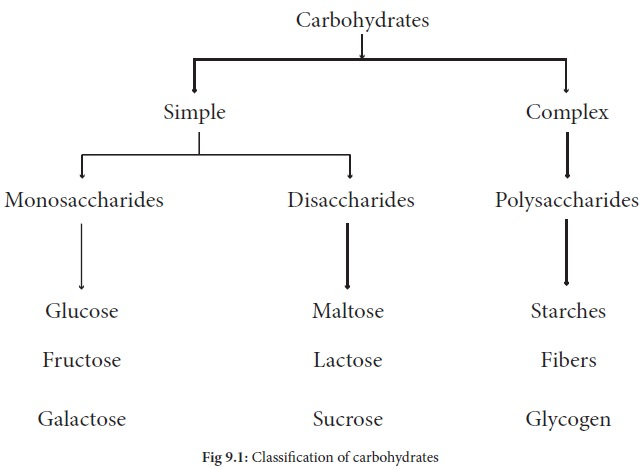 Carbohydrates
Simple Complex
Monosaccharides Disaccharides Polysaccharides
Glucose Maltose Starches
Fructose Lactose Fibers
Galactose Sucrose Glycogen
Fig 9.1: Classification of carbohydrates